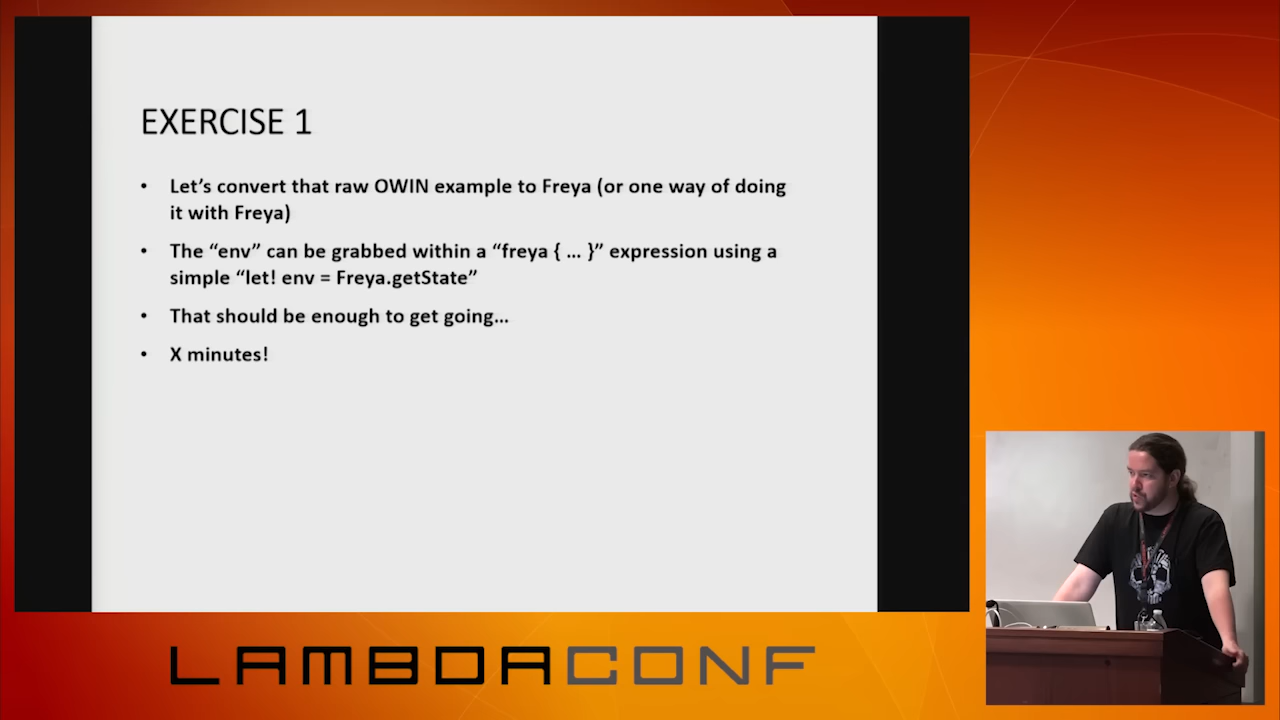 EXERCISE 1
• Let's convert that raw OWIN example to Freya (or one way of doing
it with Freya)
• The “env” can be grabbed within a “freya { … }” expression using a
simple “let! env = Freya.getState”
• That should be enough to get going…
• X minutes!
LAMBDACONF